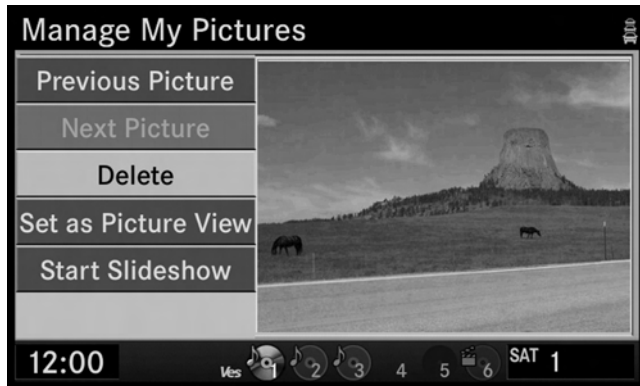 Manage My Pictures
Previous Picture
Next Picture
Delete
Set as Picture View
Start Slideshow
12:00 Ves 1 2 3 4 5 6 SAT 1